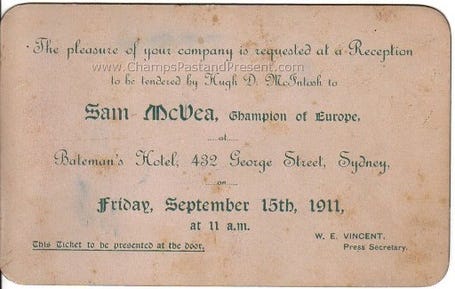 The pleasure of your company is requested at a Reception
www.ChampsPastandPresent.com
to be tendered by Hugh D. McIntosh to
Sam McVea, Champion of Europe,
at
Bateman's Hotel, 432 George Street, Sydney,
on
Friday, September 15th, 1911,
at 11 a.m.
This Ticket to be presented at the door.
W. E. VINCENT,
Press Secretary.